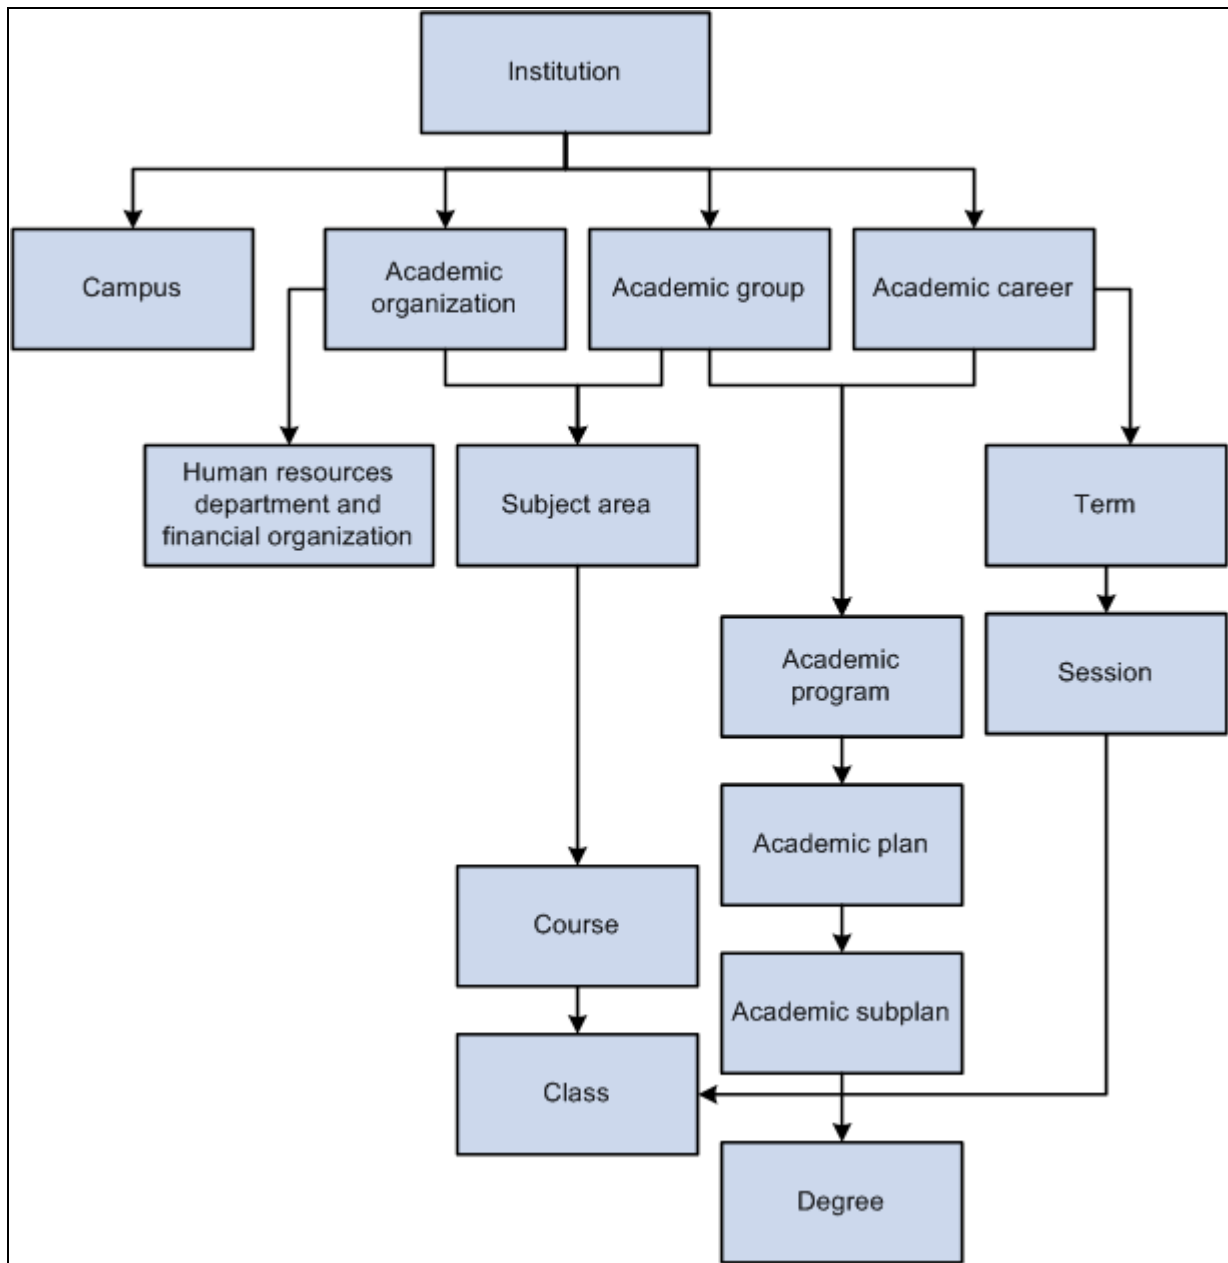 Institution
Campus
Academic
organization
Academic group
Academic career
Human resources
department and
financial organization
Subject area
Term
Academic
program
Session
Academic plan
Course
Academic subplan
Class
Degree